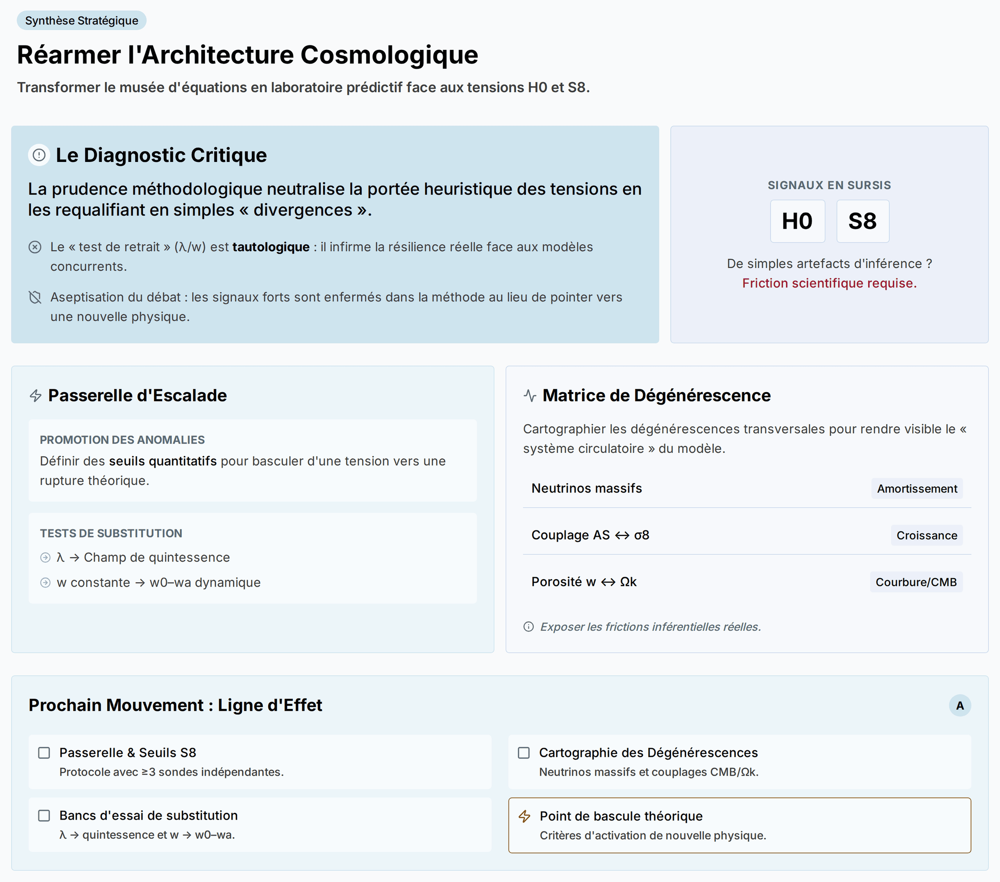 Synthèse Stratégique
Réarmer l'Architecture Cosmologique
Transformer le musée d'équations en laboratoire prédictif face aux tensions H0 et S8.
Le Diagnostic Critique
La prudence méthodologique neutralise la portée heuristique des tensions en
les requalifiant en simples « divergences ».
Le « test de retrait » (λ/w) est tautologique : il infirme la résilience réelle face aux modèles
concurrents.
Aseptisation du débat : les signaux forts sont enfermés dans la méthode au lieu de pointer vers
une nouvelle physique.
SIGNAUX EN SURSIS
H0 S8
De simples artefacts d'inférence ?
Friction scientifique requise.
Passerelle d'Escalade
PROMOTION DES ANOMALIES
Définir des seuils quantitatifs pour basculer d'une tension vers une
rupture théorique.
TESTS DE SUBSTITUTION
λ → Champ de quintessence
w constante → w0–wa dynamique
Matrice de Dégénérescence
Cartographier les dégénérescences transversales pour rendre visible le «
système circulatoire » du modèle.
Neutrinos massifs Amortissement
Couplage AS ↔ σ8 Croissance
Porosité w ↔ Ωk Courbure/CMB
Exposer les frictions inférentielles réelles.
Prochain Mouvement : Ligne d'Effet
A
Passerelle & Seuils S8
Protocole avec ≥3 sondes indépendantes.
Cartographie des Dégénérescences
Neutrinos massifs et couplages CMB/Ωk.
Bancs d'essai de substitution
λ → quintessence et w → w0–wa.
Point de bascule théorique
Critères d'activation de nouvelle physique.